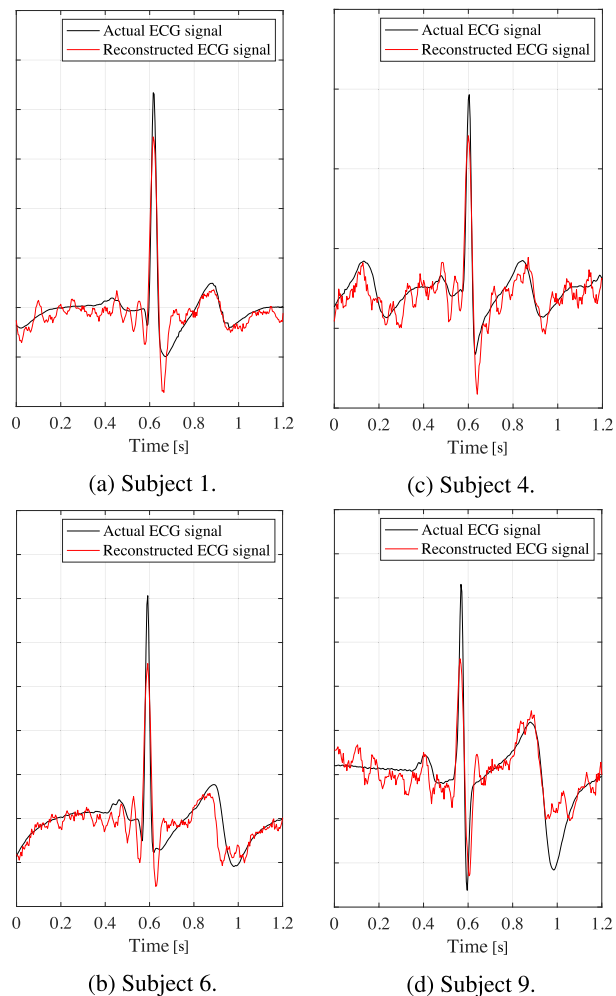 Actual ECG signal
Reconstructed ECG signal
0 0.2 0.4 0.6 0.8 1 1.2
Time [s]
(a) Subject 1.
Actual ECG signal
Reconstructed ECG signal
0 0.2 0.4 0.6 0.8 1 1.2
Time [s]
(c) Subject 4.
Actual ECG signal
Reconstructed ECG signal
0 0.2 0.4 0.6 0.8 1 1.2
Time [s]
(b) Subject 6.
Actual ECG signal
Reconstructed ECG signal
0 0.2 0.4 0.6 0.8 1 1.2
Time [s]
(d) Subject 9.